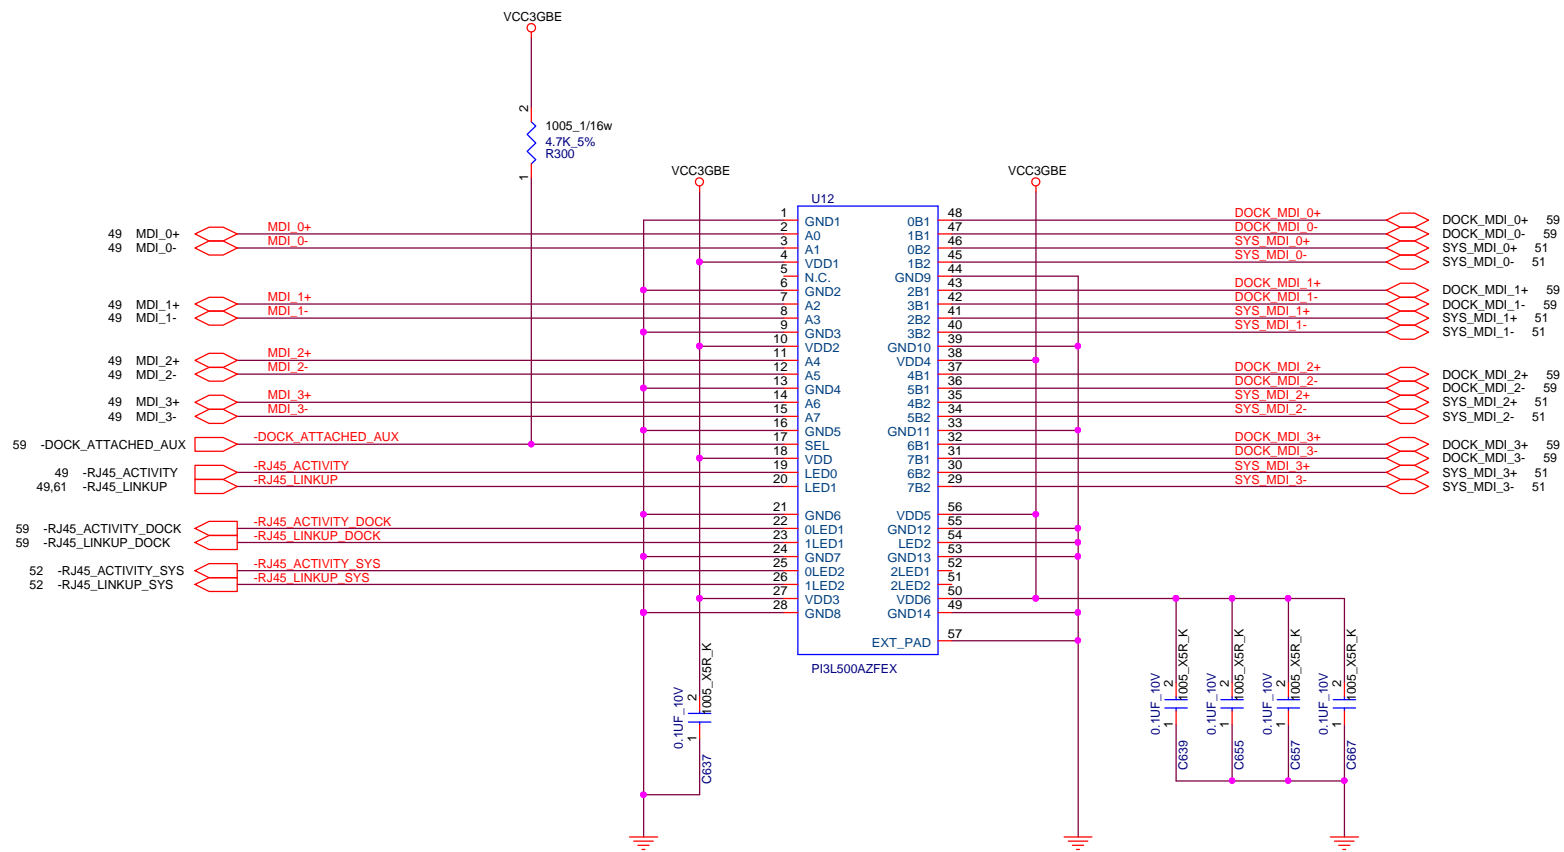 VCC3GBE
2
1005_1/16w
4.7K_5%
R300
1
VCC3GBE
VCC3GBE
U12
49 MDI_0+ MDI_0+
49 MDI_0- MDI_0-
49 MDI_1+ MDI_1+
49 MDI_1- MDI_1-
49 MDI_2+ MDI_2+
49 MDI_2- MDI_2-
49 MDI_3+ MDI_3+
49 MDI_3- MDI_3-
59 -DOCK_ATTACHED_AUX -DOCK_ATTACHED_AUX
49 -RJ45_ACTIVITY -RJ45_ACTIVITY
49,61 -RJ45_LINKUP -RJ45_LINKUP
59 -RJ45_ACTIVITY_DOCK -RJ45_ACTIVITY_DOCK
59 -RJ45_LINKUP_DOCK -RJ45_LINKUP_DOCK
52 -RJ45_ACTIVITY_SYS -RJ45_ACTIVITY_SYS
52 -RJ45_LINKUP_SYS -RJ45_LINKUP_SYS
1 GND1
2 A0
3 A1
4 VDD1
5 N.C.
6 GND2
7 A2
8 A3
9 GND3
10 VDD2
11 A4
12 A5
13 GND4
14 A6
15 A7
16 GND5
17 SEL
18 VDD
19 LED0
20 LED1
21 GND6
22 0LED1
23 1LED1
24 GND7
25 0LED2
26 1LED2
27 VDD3
28 GND8
0B1 48 DOCK_MDI_0+ DOCK_MDI_0+ 59
1B1 47 DOCK_MDI_0- DOCK_MDI_0- 59
0B2 46 SYS_MDI_0+ SYS_MDI_0+ 51
1B2 45 SYS_MDI_0- SYS_MDI_0- 51
GND9 44
2B1 43 DOCK_MDI_1+ DOCK_MDI_1+ 59
3B1 42 DOCK_MDI_1- DOCK_MDI_1- 59
2B2 41 SYS_MDI_1+ SYS_MDI_1+ 51
3B2 40 SYS_MDI_1- SYS_MDI_1- 51
GND10 39
VDD4 38
4B1 37 DOCK_MDI_2+ DOCK_MDI_2+ 59
5B1 36 DOCK_MDI_2- DOCK_MDI_2- 59
4B2 35 SYS_MDI_2+ SYS_MDI_2+ 51
5B2 34 SYS_MDI_2- SYS_MDI_2- 51
GND11 33
6B1 32 DOCK_MDI_3+ DOCK_MDI_3+ 59
7B1 31 DOCK_MDI_3- DOCK_MDI_3- 59
6B2 30 SYS_MDI_3+ SYS_MDI_3+ 51
7B2 29 SYS_MDI_3- SYS_MDI_3- 51
VDD5 56
GND12 55
LED2 54
GND13 53
2LED1 52
2LED2 51
VDD6 50
GND14 49
EXT_PAD 57
PI3L500AZFEX
0.1UF_10V
1 2
1005_X5R_K
C637
0.1UF_10V
1 2
1005_X5R_K
C639
0.1UF_10V
1 2
1005_X5R_K
C655
0.1UF_10V
1 2
1005_X5R_K
C657
0.1UF_10V
1 2
1005_X5R_K
C667